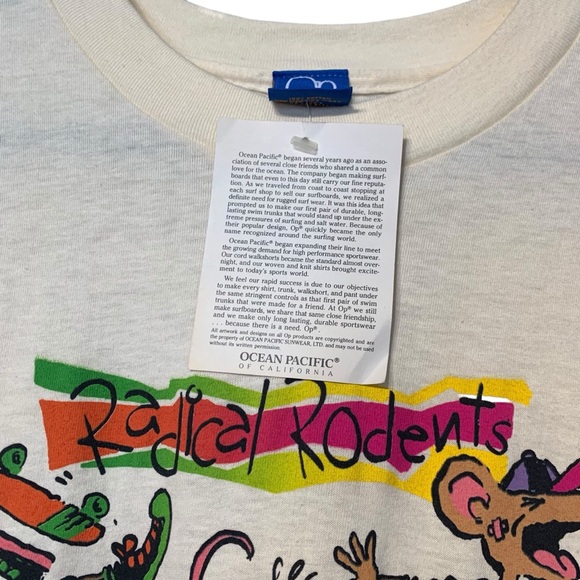 Op
Ocean Pacific® began several years ago as an asso-
ciation of several close friends who shared a common
love for the ocean. The company began making surf-
boards that even to this day still carry our fine reputa-
tion. As we traveled from coast to coast stopping at
each surf shop to sell our surfboards, we realized a
definite need for rugged surf wear. It was this idea that
prompted us to make our first pair of durable, long-
lasting swim trunks that would stand up under the ex-
treme pressures of surfing and salt water. Because of
their popular design, Op® quickly became the only
name recognized around the surfing world.
Ocean Pacific® began expanding their line to meet
the growing demand for high performance sportswear.
Our cord walkshorts became the standard almost over-
night, and our woven and knit shirts brought excite-
ment to today's sports world.
We feel our rapid success is due to our objectives
to make every shirt, trunk, walkshort, and pant under
the same stringent controls as that first pair of swim
trunks that were made for a friend. At Op® we still
make surfboards, we share that same close friendship,
and we make only long lasting, durable sportswear
. . . because there is a need. Op®.
All artwork and designs on all Op products are copyrighted and are
the property of OCEAN PACIFIC SUNWEAR, LTD. and may not be used
without its written permission.
OCEAN PACIFIC®
OF CALIFORNIA
Radical Rodents
6